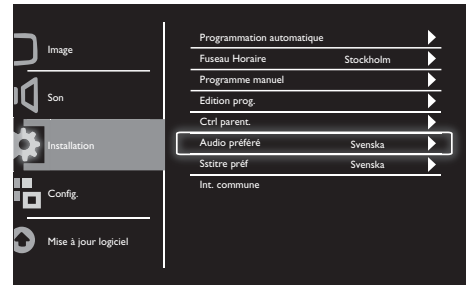 Image
Son
Installation
Config.
Mise à jour logiciel
Programmation automatique
Fuseau Horaire Stockholm
Programme manuel
Edition prog.
Ctrl parent.
Audio préféré Svenska
Sstitre préf Svenska
Int. commune